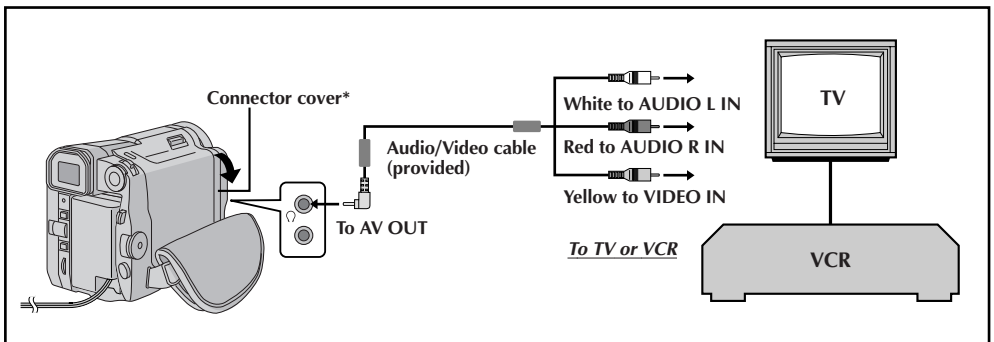 Connector cover*
Audio/Video cable
(provided)
To AV OUT
White to AUDIO L IN
Red to AUDIO R IN
Yellow to VIDEO IN
To TV or VCR
TV
VCR